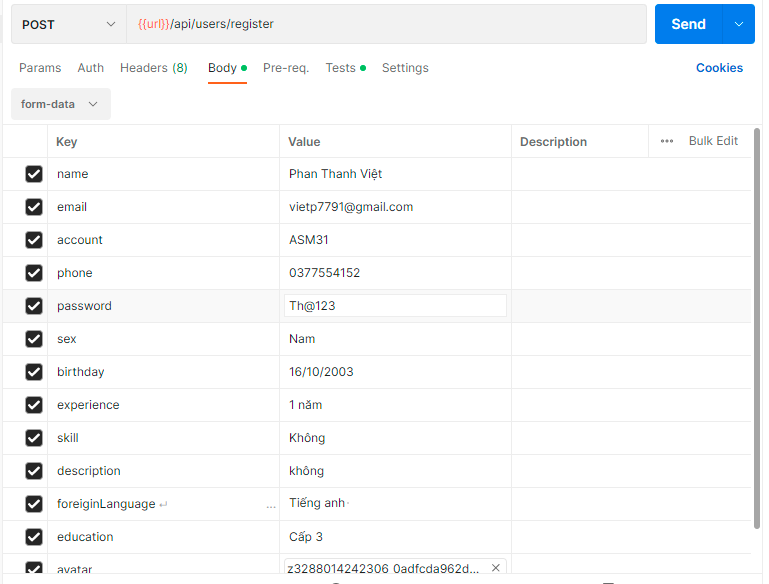 POST {{url}}/api/users/register Send
Params Auth Headers (8) Body Pre-req. Tests Settings Cookies
form-data
Key Value Description ••• Bulk Edit
name Phan Thanh Việt
email vietp7791@gmail.com
account ASM31
phone 0377554152
password Th@123
sex Nam
birthday 16/10/2003
experience 1 năm
skill Không
description không
foreiginLanguage ↵ ... Tiếng anh
education Cấp 3
avatar z3288014242306_0adfcda962d...